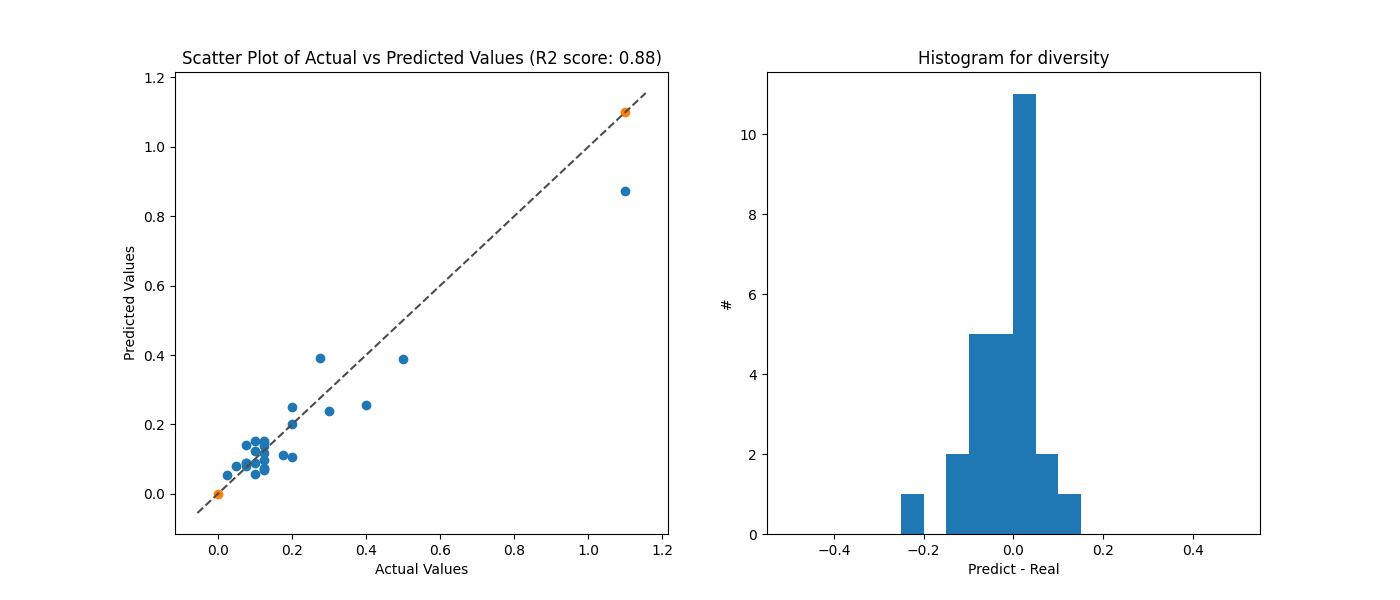 Scatter Plot of Actual vs Predicted Values (R2 score: 0.88)
1.2
1.0
0.8
0.6
0.4
0.2
0.0
Predicted Values
0.0 0.2 0.4 0.6 0.8 1.0 1.2
Actual Values
Histogram for diversity
10
8
6
4
2
0
#
−0.4 −0.2 0.0 0.2 0.4
Predict - Real